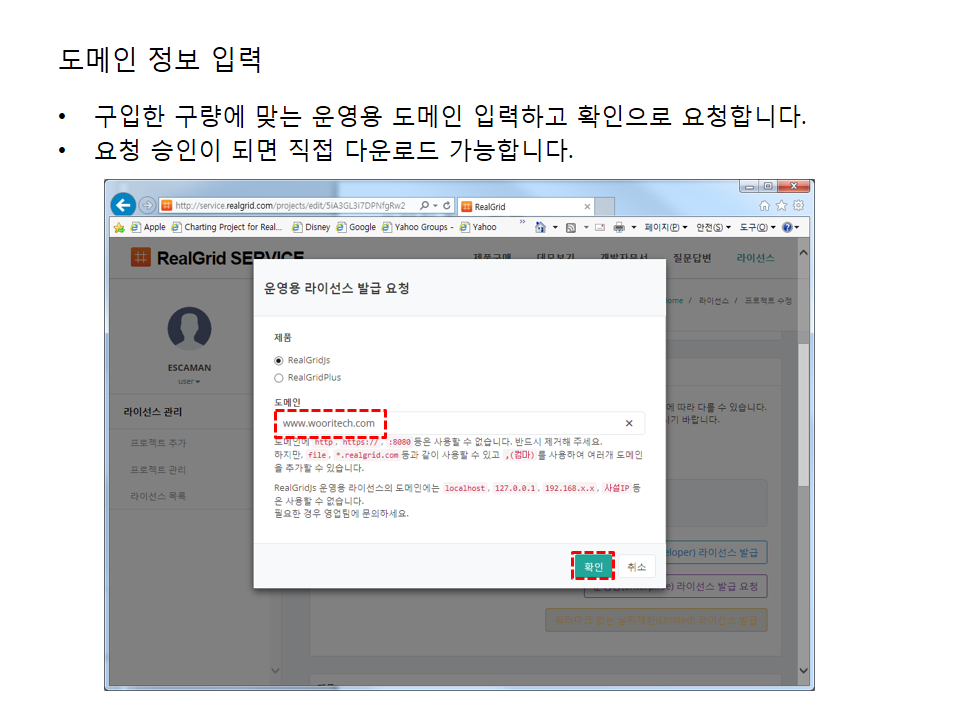 도메인 정보 입력
• 구입한 구량에 맞는 운영용 도메인 입력하고 확인으로 요청합니다.
• 요청 승인이 되면 직접 다운로드 가능합니다.
http://service.realgrid.com/projects/edit/5IA3GL3i7DPNfgRw2
RealGrid
Apple Charting Project for Real... Disney Google Yahoo Groups - Yahoo » 페이지(P) 안전(S) 도구(O)
RealGrid SERVICE 제품구매 데모보기 개발자문서 질문답변 라이선스
운영용 라이선스 발급 요청
Home / 라이선스 / 프로젝트 수정
제품
RealGridJs
RealGridPlus
ESCAMAN
user
도메인
라이선스 관리
에 따라 다를 수 있습니다.
www.wooritech.com
기 바랍니다.
프로젝트 추가
도메인에 http, https://, :8080 등은 사용할 수 없습니다. 반드시 제거해 주세요.
하지만, file, *.realgrid.com 등과 같이 사용할 수 있고 ,(컴마) 를 사용하여 여러개 도메인
을 추가할 수 있습니다.
프로젝트 관리
RealGridJs 운영용 라이선스의 도메인에는 localhost, 127.0.0.1, 192.168.x.x, 사설IP 등
은 사용할 수 없습니다.
라이선스 목록
필요한 경우 영업팀에 문의하세요.
eloper) 라이선스 발급
확인 취소
라이선스 발급 요청